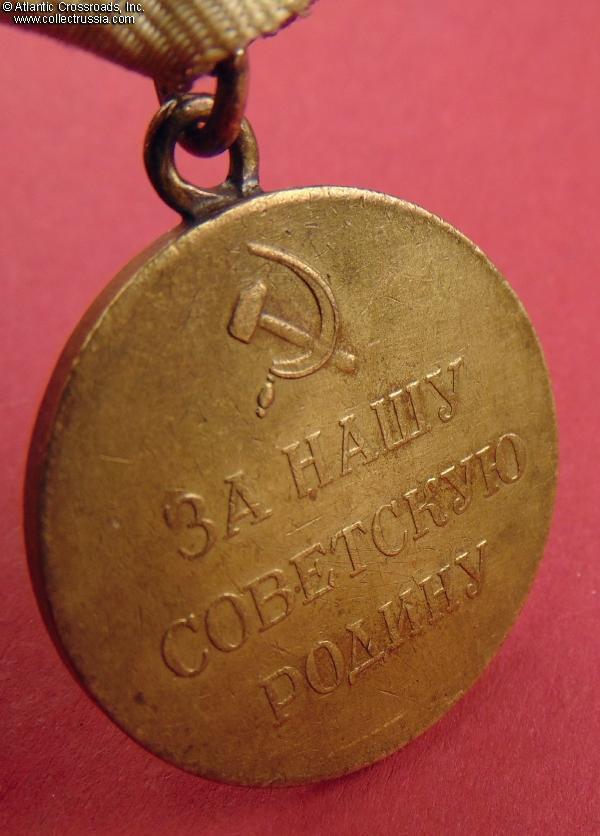 © Atlantic Crossroads, Inc.
www.collectrussia.com
ЗА НАШУ
СОВЕТСКУЮ
РОДИНУ